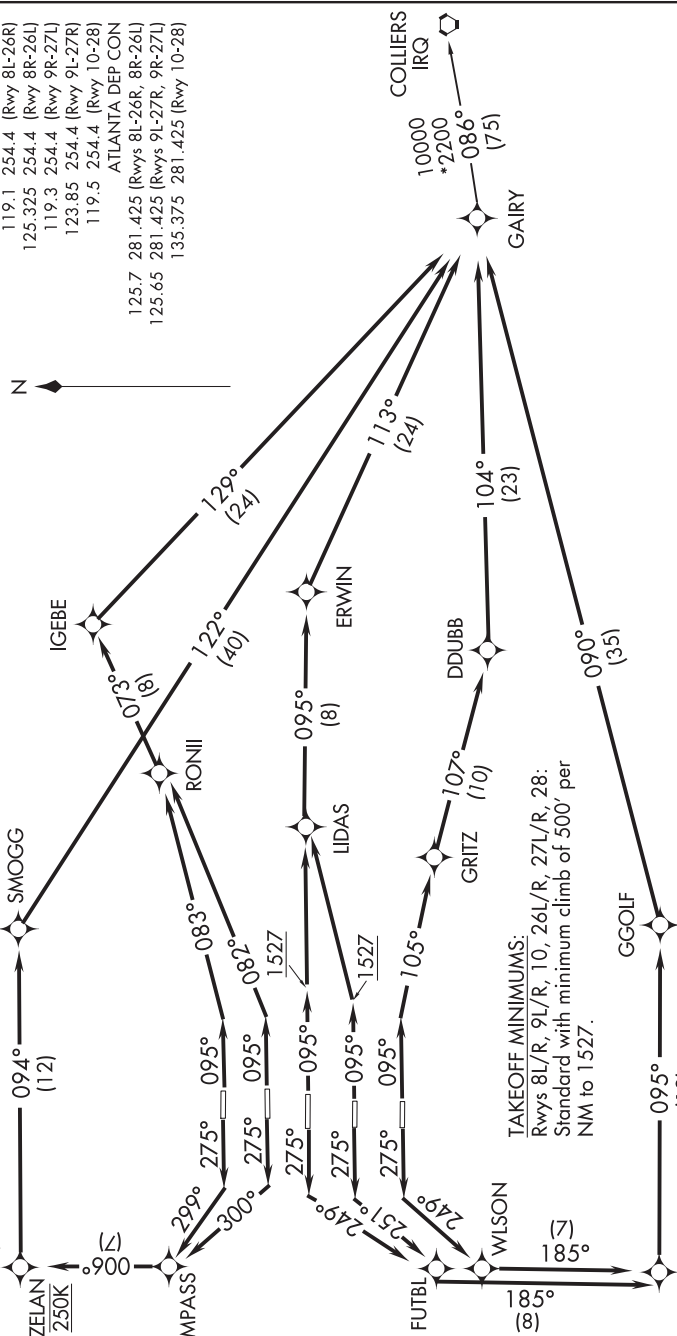 119.1 254.4 (Rwy 8L-26R)
125.325 254.4 (Rwy 8R-26L)
119.3 254.4 (Rwy 9R-27L)
123.85 254.4 (Rwy 9L-27R)
119.5 254.4 (Rwy 10-28)
ATLANTA DEP CON
125.7 281.425 (Rwys 8L-26R, 8R-26L)
125.65 281.425 (Rwys 9L-27R, 9R-27L)
135.375 281.425 (Rwy 10-28)
N
COLLIERS
IRQ
10000
*2200
086°
(75)
GAIRY
129°
(24)
122°
(40)
113°
(24)
104°
(23)
090°
(35)
IGEBE
073°
(8)
RONII
ERWIN
095°
(8)
LIDAS
DDUBB
107°
(10)
GRITZ
SMOGG
094°
(12)
ZELAN
250K
006°
(7)
MPASS
083°
082°
1527
1527
105°
095°
095°
095°
095°
095°
275°
275°
275°
275°
275°
299°
300°
249°
251°
249°
FUTBL
WLSON
185°
(7)
185°
(8)
GGOLF
095°
TAKEOFF MINIMUMS:
Rwys 8L/R, 9L/R, 10, 26L/R, 27L/R, 28:
Standard with minimum climb of 500' per
NM to 1527.